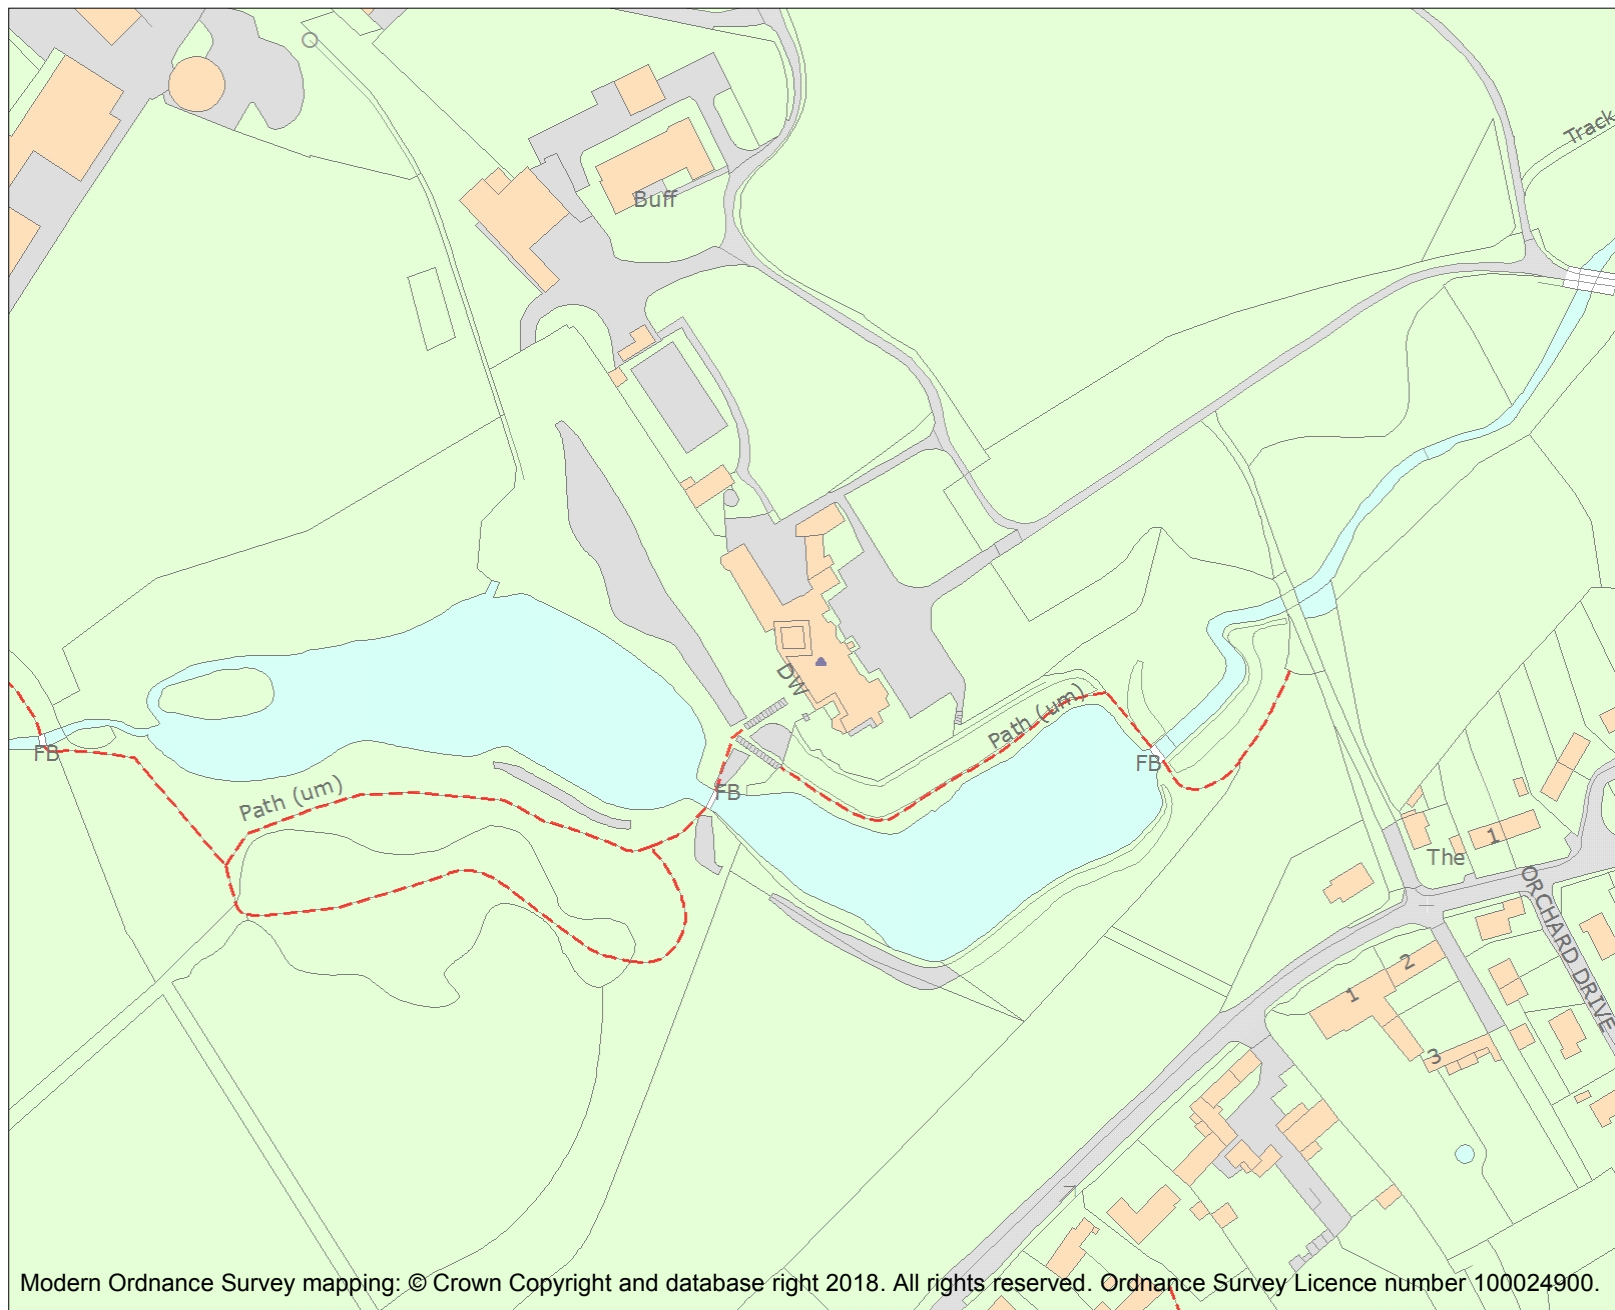 Track
Buff
DW
Path (um)
FB
FB
Path (um)
FB
1
The
ORCHARD DRIVE
2
1
3
Modern Ordnance Survey mapping: © Crown Copyright and database right 2018. All rights reserved. Ordnance Survey Licence number 100024900.